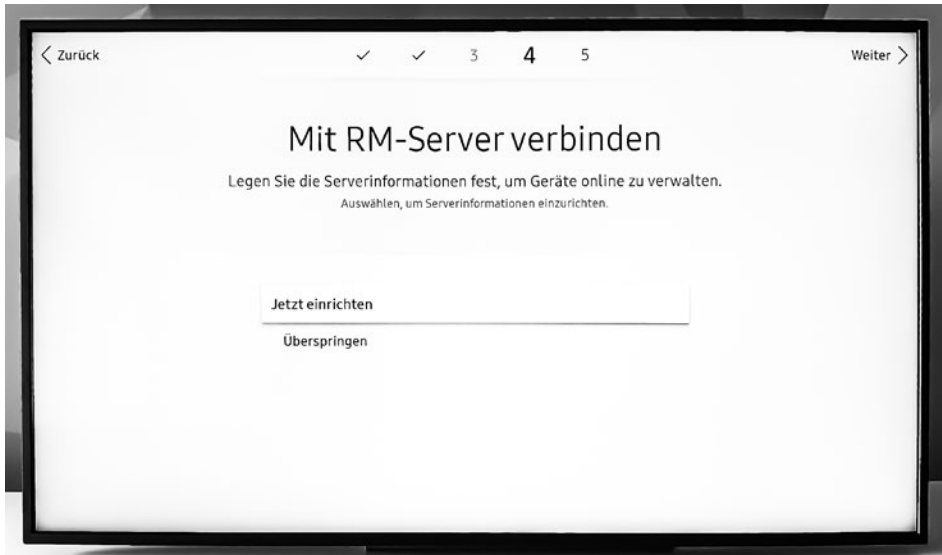 Zurück
✓ ✓ 3 4 5
Weiter
Mit RM-Server verbinden
Legen Sie die Serverinformationen fest, um Geräte online zu verwalten.
Auswählen, um Serverinformationen einzurichten.
Jetzt einrichten
Überspringen